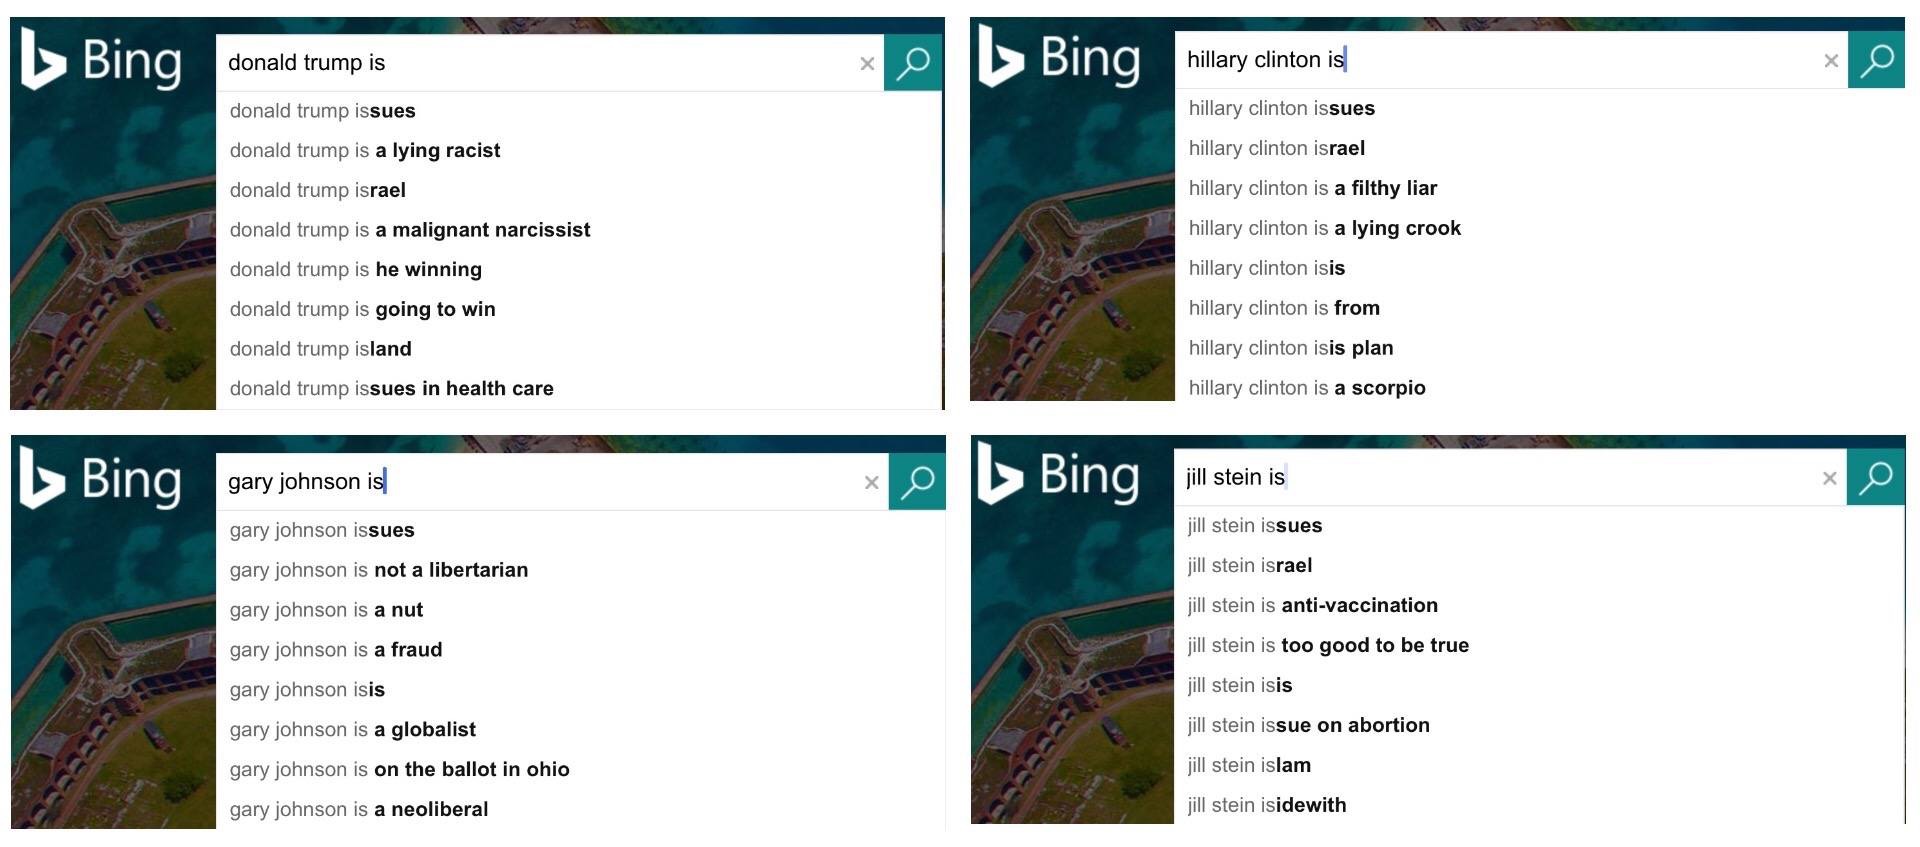 Bing
donald trump is
donald trump issues
donald trump is a lying racist
donald trump israel
donald trump is a malignant narcissist
donald trump is he winning
donald trump is going to win
donald trump island
donald trump issues in health care
Bing
hillary clinton is
hillary clinton issues
hillary clinton israel
hillary clinton is a filthy liar
hillary clinton is a lying crook
hillary clinton isis
hillary clinton is from
hillary clinton isis plan
hillary clinton is a scorpio
Bing
gary johnson is
gary johnson issues
gary johnson is not a libertarian
gary johnson is a nut
gary johnson is a fraud
gary johnson isis
gary johnson is a globalist
gary johnson is on the ballot in ohio
gary johnson is a neoliberal
Bing
jill stein is
jill stein issues
jill stein israel
jill stein is anti-vaccination
jill stein is too good to be true
jill stein isis
jill stein issue on abortion
jill stein islam
jill stein isidewith